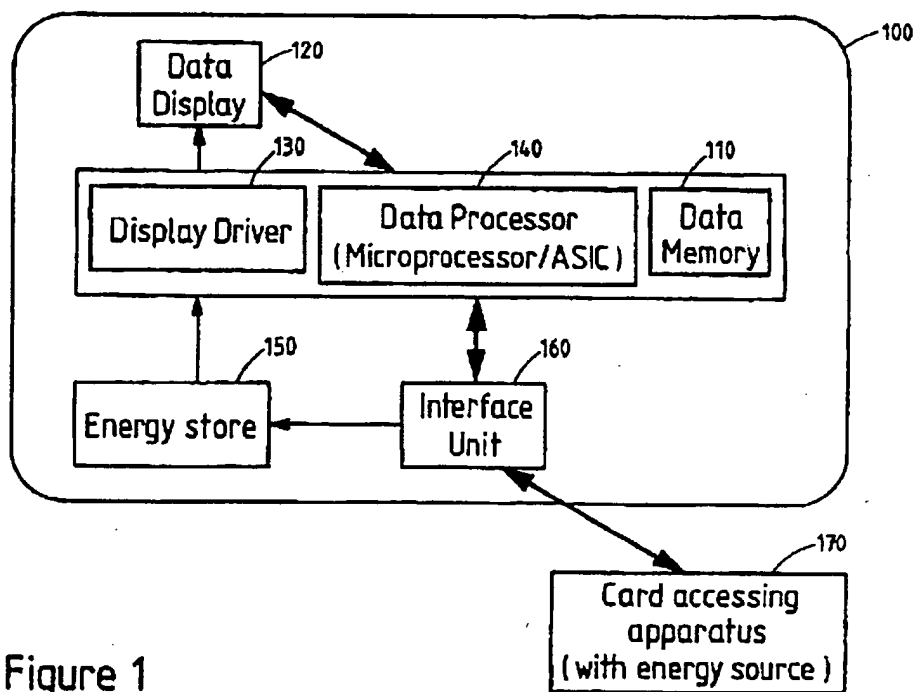 100
120
Data
Display
130
140
110
Display Driver
Data Processor
(Microprocessor/ASIC)
Data
Memory
150
160
Energy store
Interface
Unit
170
Card accessing
apparatus
(with energy source)
Figure 1